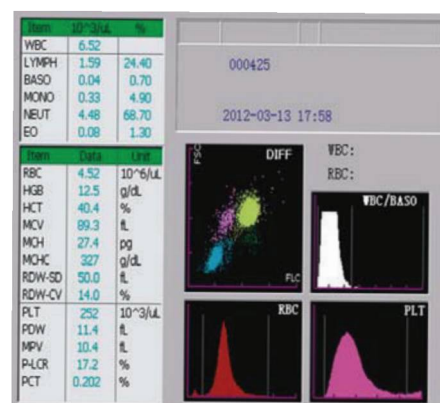 Item 10^3/uL %
WBC 6.52
LYMPH 1.59 24.40
BASO 0.04 0.70
MONO 0.33 4.90
NEUT 4.48 68.70
EO 0.08 1.30
Item Data Unit
RBC 4.52 10^6/uL
HGB 12.5 g/dL
HCT 40.4 %
MCV 89.3 fL
MCH 27.4 pg
MCHC 327 g/dL
RDW-SD 50.0 fL
RDW-CV 14.0 %
PLT 252 10^3/uL
PDW 11.4 fL
MPV 10.4 fL
P-LCR 17.2 %
PCT 0.202 %
000425
2012-03-13 17:58
FSC
DIFF
FLC
WBC:
RBC:
WBC/BASO
RBC
PLT